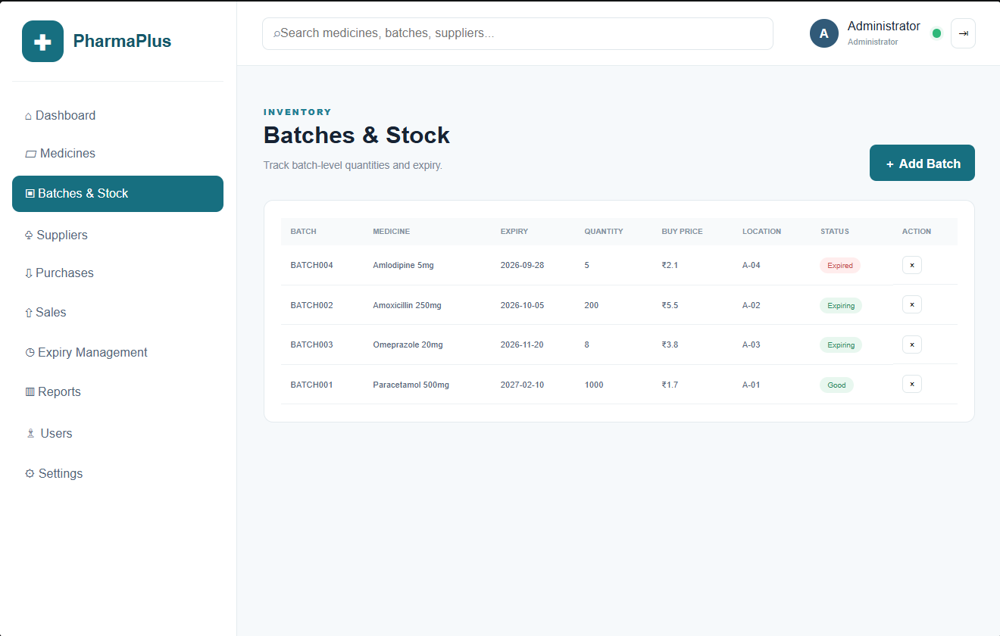 PharmaPlus
Search medicines, batches, suppliers...
A
Administrator
Administrator
Dashboard
Medicines
Batches & Stock
Suppliers
Purchases
Sales
Expiry Management
Reports
Users
Settings
INVENTORY
Batches & Stock
Track batch-level quantities and expiry.
+ Add Batch
BATCH MEDICINE EXPIRY QUANTITY BUY PRICE LOCATION STATUS ACTION
BATCH004 Amlodipine 5mg 2026-09-28 5 ₹2.1 A-04 Expired ×
BATCH002 Amoxicillin 250mg 2026-10-05 200 ₹5.5 A-02 Expiring ×
BATCH003 Omeprazole 20mg 2026-11-20 8 ₹3.8 A-03 Expiring ×
BATCH001 Paracetamol 500mg 2027-02-10 1000 ₹1.7 A-01 Good ×